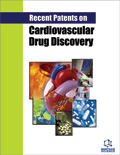 Recent Patents on
Cardiovascular
Drug Discovery